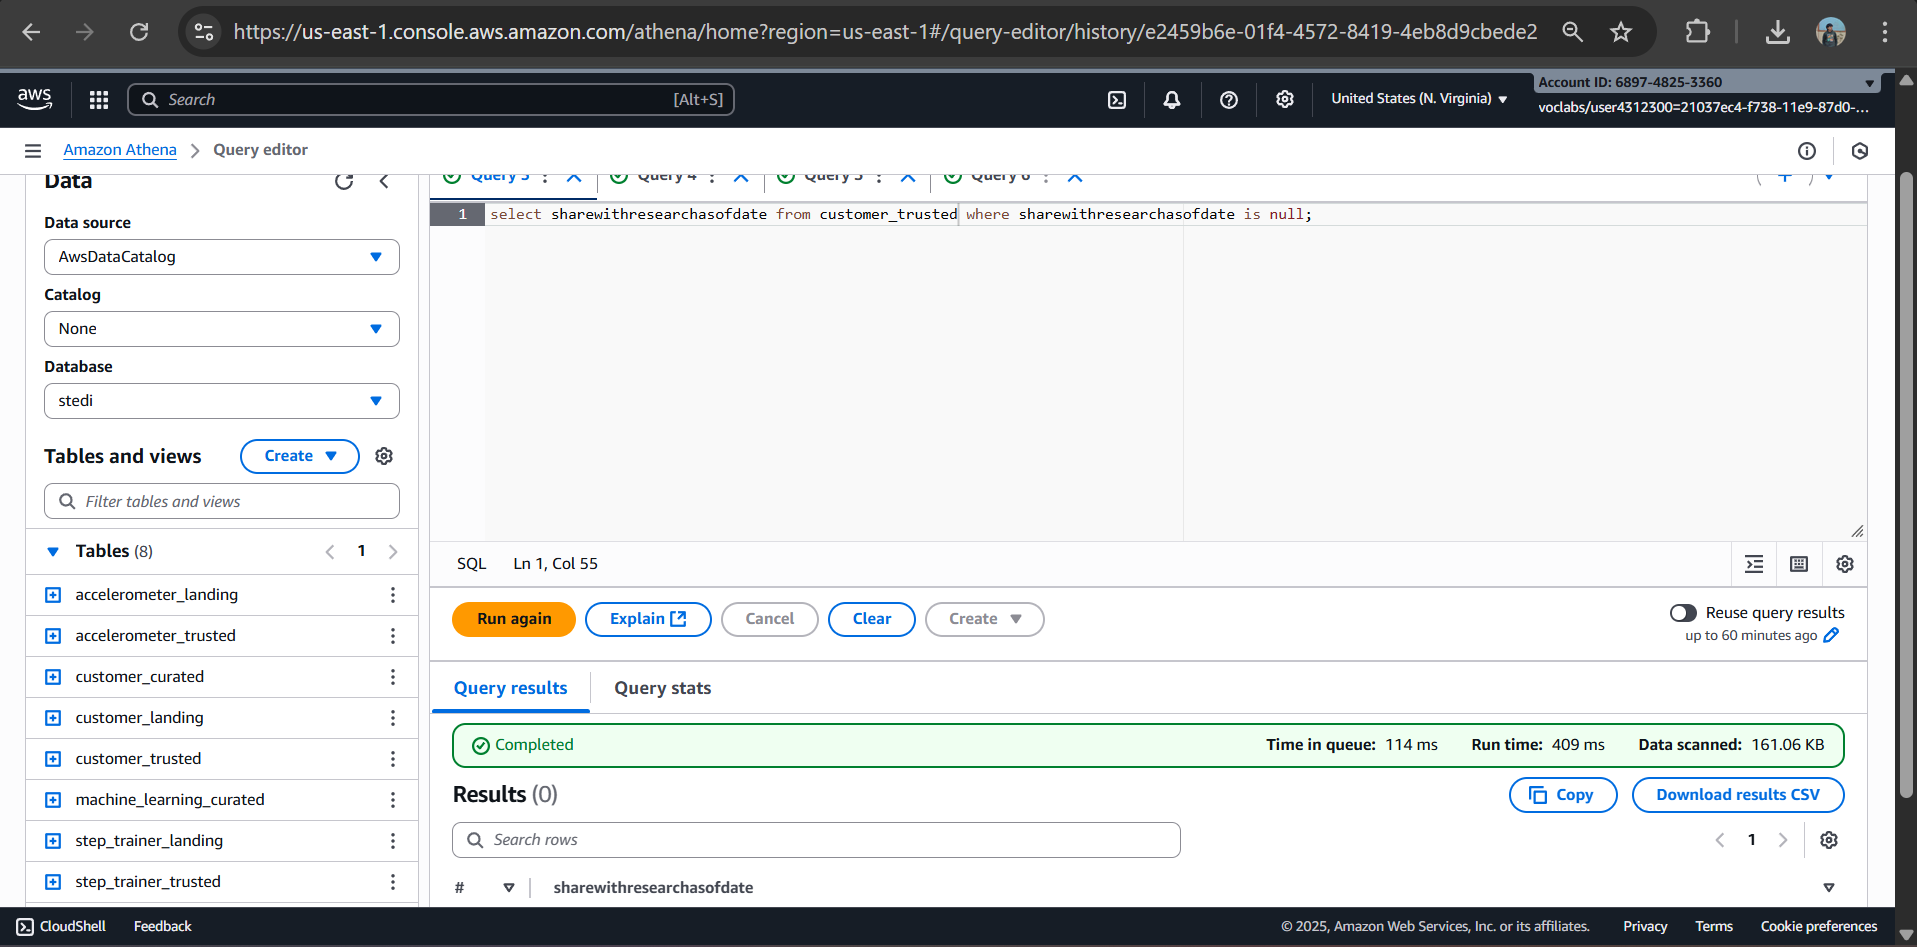 https://us-east-1.console.aws.amazon.com/athena/home?region=us-east-1#/query-editor/history/e2459b6e-01f4-4572-8419-4eb8d9cbede2
aws
Search [Alt+S]
United States (N. Virginia)
Account ID: 6897-4825-3360
voclabs/user4312300=21037ec4-f738-11e9-87d0-...
Amazon Athena > Query editor
Data
Data source
AwsDataCatalog
Catalog
None
Database
stedi
Tables and views
Create
Filter tables and views
Tables (8)
1
accelerometer_landing
accelerometer_trusted
customer_curated
customer_landing
customer_trusted
machine_learning_curated
step_trainer_landing
step_trainer_trusted
Query 3
Query 4
Query 5
Query 6
1 select sharewithresearchasofdate from customer_trusted where sharewithresearchasofdate is null;
SQL Ln 1, Col 55
Run again
Explain
Cancel
Clear
Create
Reuse query results
up to 60 minutes ago
Query results
Query stats
Completed
Time in queue: 114 ms
Run time: 409 ms
Data scanned: 161.06 KB
Results (0)
Copy
Download results CSV
Search rows
1
# sharewithresearchasofdate
CloudShell
Feedback
© 2025, Amazon Web Services, Inc. or its affiliates.
Privacy
Terms
Cookie preferences